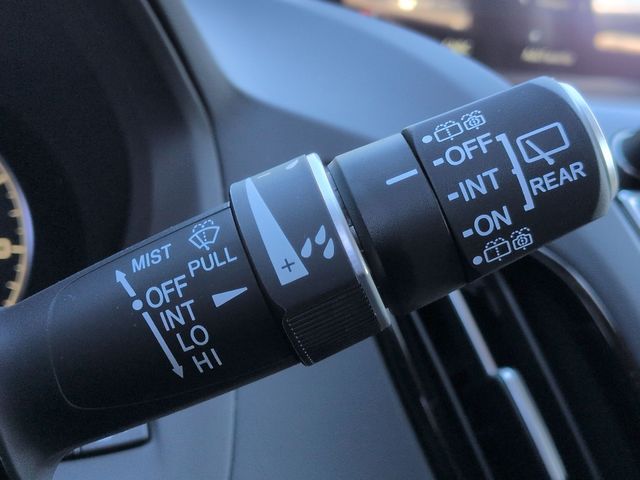 MIST
PULL
OFF
INT
LO
HI
+
OFF
INT
ON
REAR